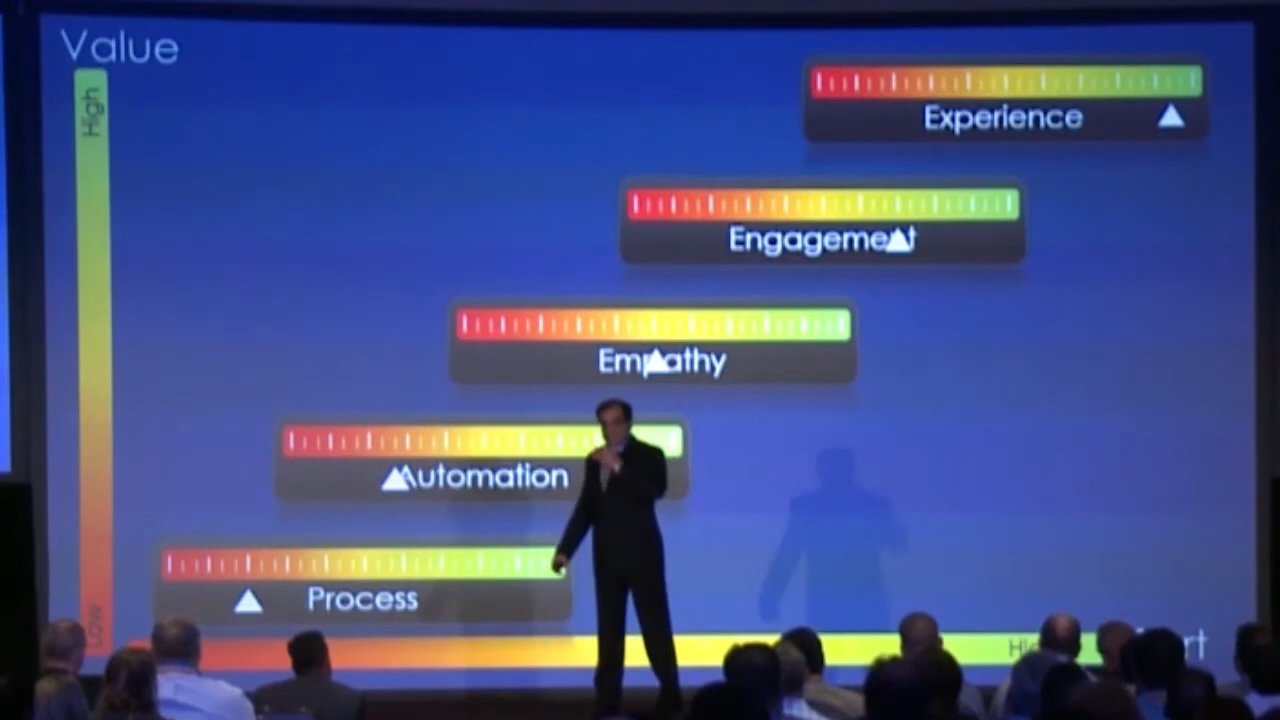 Value
High
Experience
Engagement
Empathy
Automation
Process
Low